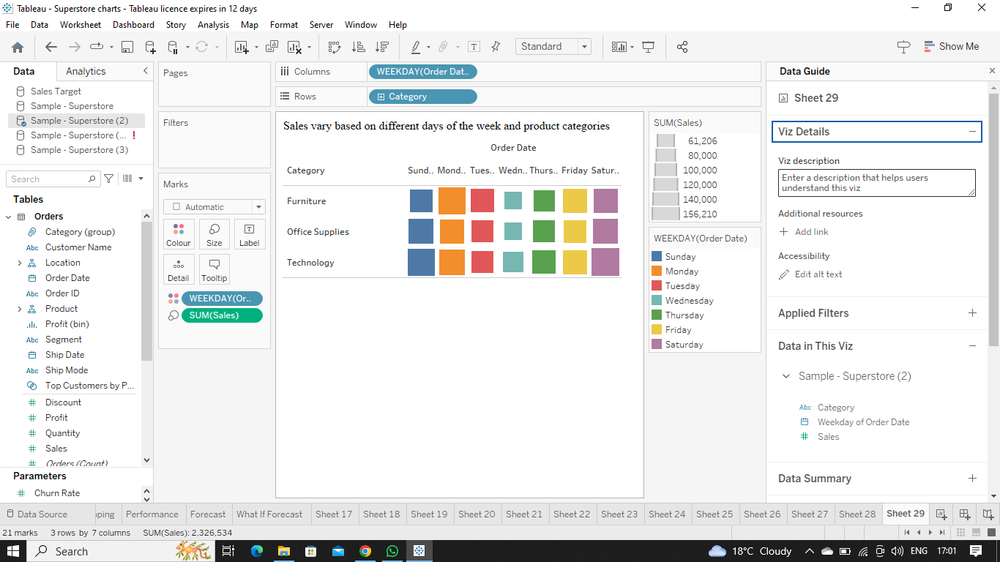 Tableau - Superstore charts - Tableau licence expires in 12 days
File Data Worksheet Dashboard Story Analysis Map Format Server Window Help
Standard
Show Me
Data Analytics
Sales Target
Sample - Superstore
Sample - Superstore (2)
Sample - Superstore (... !
Sample - Superstore (3)
Search
Tables
Orders
Category (group)
Abc Customer Name
Location
Order Date
Abc Order ID
Product
Profit (bin)
Abc Segment
Ship Date
Abc Ship Mode
Top Customers by P...
Discount
Profit
Quantity
Sales
Orders (Count)
Parameters
Churn Rate
Pages
Filters
Marks
Automatic
Colour Size Label
Detail Tooltip
WEEKDAY(Or..
SUM(Sales)
Columns WEEKDAY(Order Dat..
Rows Category
Sales vary based on different days of the week and product categories
Order Date
Category Sund.. Mond.. Tues.. Wedn.. Thurs.. Friday Satur..
Furniture
Office Supplies
Technology
SUM(Sales)
61,206
80,000
100,000
120,000
140,000
156,210
WEEKDAY(Order Date)
Sunday
Monday
Tuesday
Wednesday
Thursday
Friday
Saturday
Data Guide
Sheet 29
Viz Details
Viz description
Enter a description that helps users
understand this viz
Additional resources
Add link
Accessibility
Edit alt text
Applied Filters
Data in This Viz
Sample - Superstore (2)
Abc Category
Weekday of Order Date
Sales
Data Summary
Data Source pping Performance Forecast What If Forecast Sheet 17 Sheet 18 Sheet 19 Sheet 20 Sheet 21 Sheet 22 Sheet 23 Sheet 24 Sheet 25 Sheet 26 Sheet 27 Sheet 28 Sheet 29
21 marks 3 rows by 7 columns SUM(Sales): 2.326.534
Search
18°C Cloudy ENG 17:01